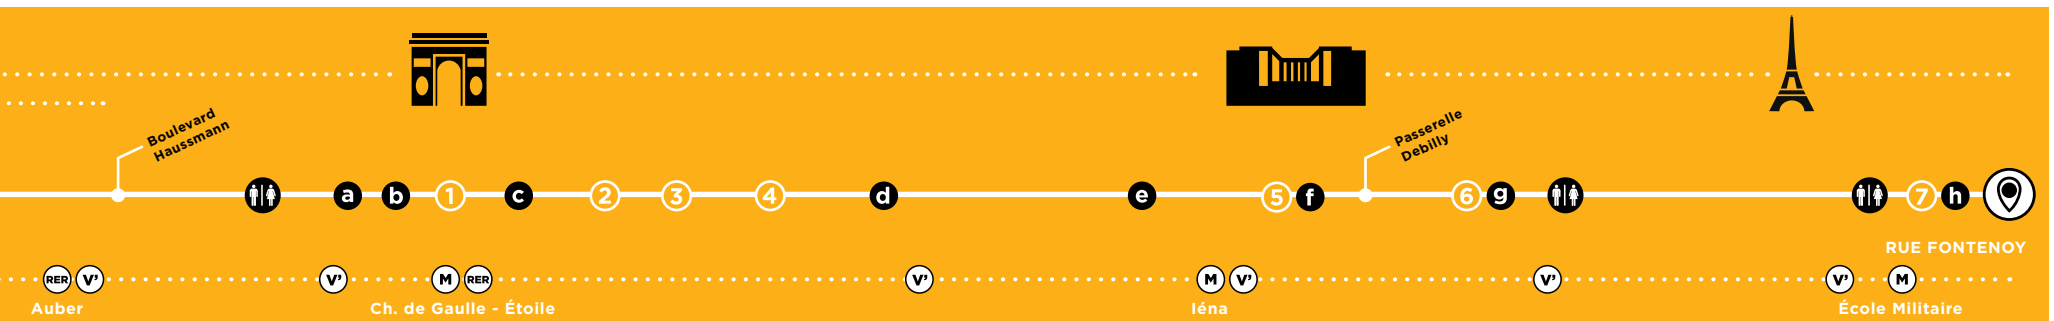 Boulevard
Haussmann
Passerelle
Debilly
a b 1 c 2 3 4 d e 5 f 6 g 7 h
RUE FONTENOY
RER V' V' M RER V' M V' V' V' M
Auber Ch. de Gaulle - Étoile Iéna École Militaire